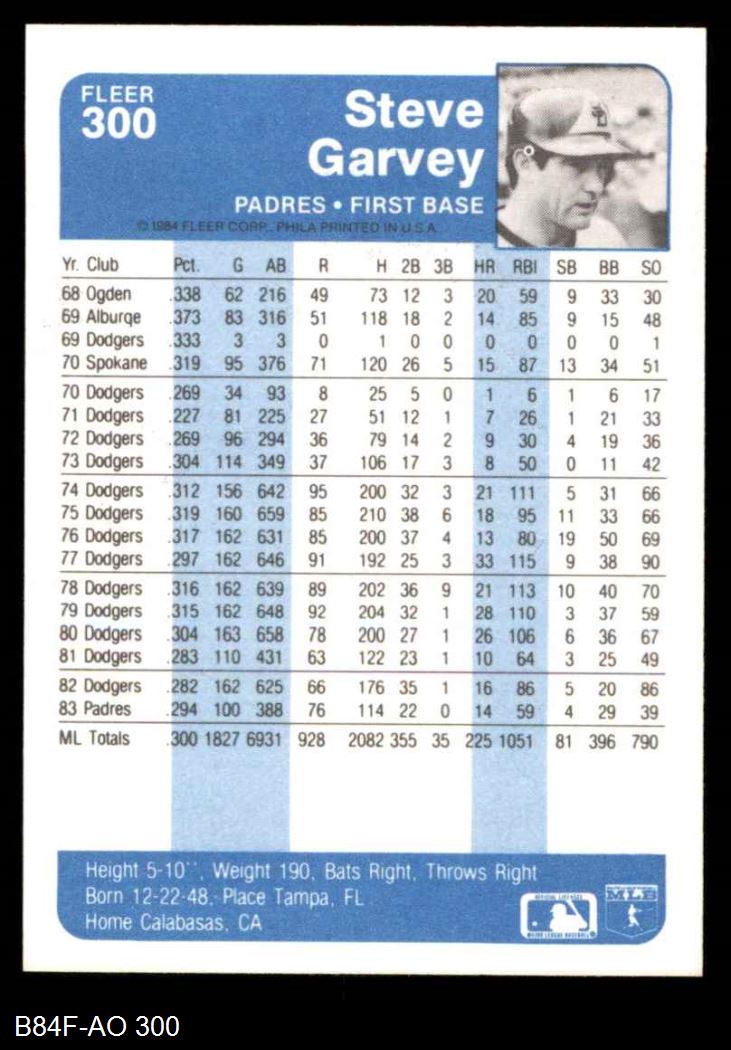 FLEER
300
Steve
Garvey
PADRES • FIRST BASE
© 1984 FLEER CORP., PHILA PRINTED IN U.S.A.
Yr. Club Pct. G AB R H 2B 3B HR RBI SB BB SO
68 Ogden .338 62 216 49 73 12 3 20 59 9 33 30
69 Alburqe .373 83 316 51 118 18 2 14 85 9 15 48
69 Dodgers .333 3 3 0 1 0 0 0 0 0 0 1
70 Spokane .319 95 376 71 120 26 5 15 87 13 34 51
70 Dodgers .269 34 93 8 25 5 0 1 6 1 6 17
71 Dodgers .227 81 225 27 51 12 1 7 26 1 21 33
72 Dodgers .269 96 294 36 79 14 2 9 30 4 19 36
73 Dodgers .304 114 349 37 106 17 3 8 50 0 11 42
74 Dodgers .312 156 642 95 200 32 3 21 111 5 31 66
75 Dodgers .319 160 659 85 210 38 6 18 95 11 33 66
76 Dodgers .317 162 631 85 200 37 4 13 80 19 50 69
77 Dodgers .297 162 646 91 192 25 3 33 115 9 38 90
78 Dodgers .316 162 639 89 202 36 9 21 113 10 40 70
79 Dodgers .315 162 648 92 204 32 1 28 110 3 37 59
80 Dodgers .304 163 658 78 200 27 1 26 106 6 36 67
81 Dodgers .283 110 431 63 122 23 1 10 64 3 25 49
82 Dodgers .282 162 625 66 176 35 1 16 86 5 20 86
83 Padres .294 100 388 76 114 22 0 14 59 4 29 39
ML Totals .300 1827 6931 928 2082 355 35 225 1051 81 396 790
Height 5-10'', Weight 190, Bats Right, Throws Right
Born 12-22-48, Place Tampa, FL
Home Calabasas, CA
OFFICIAL LICENSEE
MAJOR LEAGUE BASEBALL
B84F-AO 300